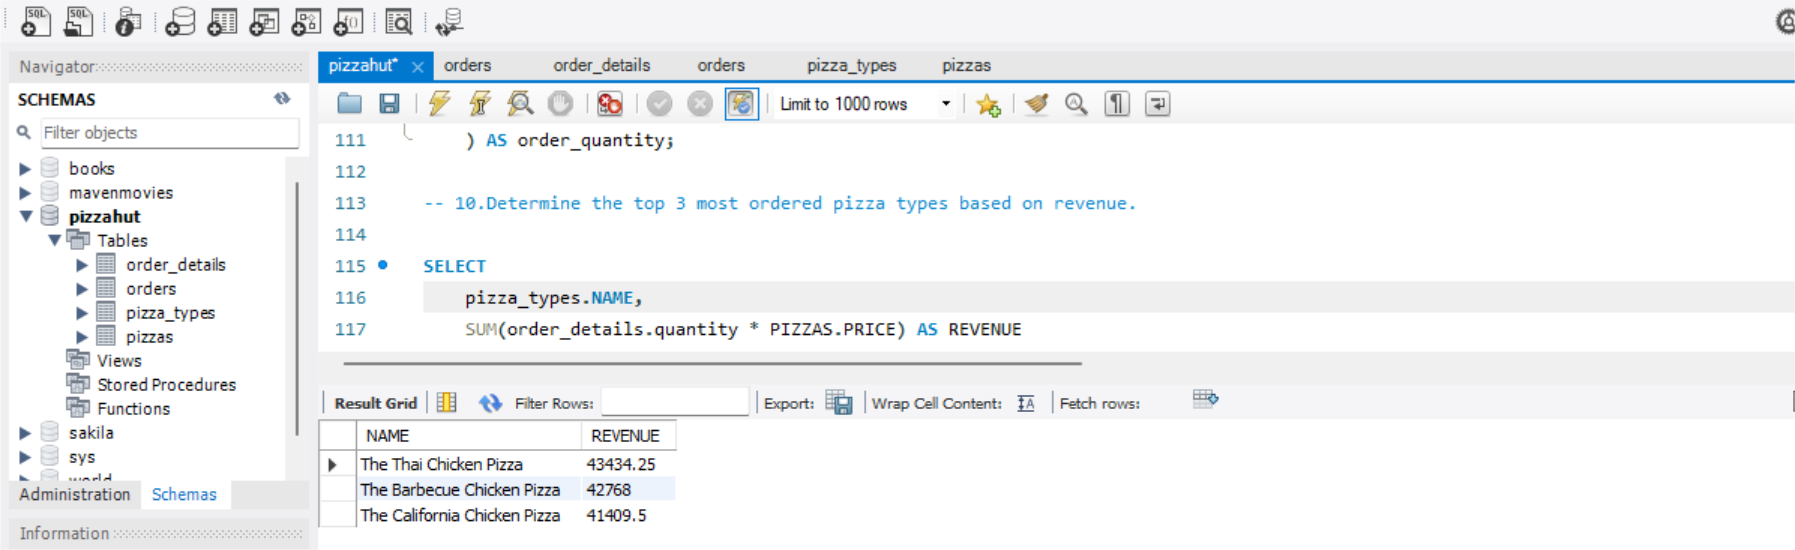 SQL SQL
Navigator
pizzahut* × orders order_details orders pizza_types pizzas
SCHEMAS
Limit to 1000 rows
Filter objects
books
mavenmovies
pizzahut
Tables
order_details
orders
pizza_types
pizzas
Views
Stored Procedures
Functions
sakila
sys
world
Administration Schemas
Information
111 ) AS order_quantity;
112
113 -- 10.Determine the top 3 most ordered pizza types based on revenue.
114
115 SELECT
116 pizza_types.NAME,
117 SUM(order_details.quantity * PIZZAS.PRICE) AS REVENUE
Result Grid Filter Rows: Export: Wrap Cell Content: Fetch rows:
NAME REVENUE
The Thai Chicken Pizza 43434.25
The Barbecue Chicken Pizza 42768
The California Chicken Pizza 41409.5